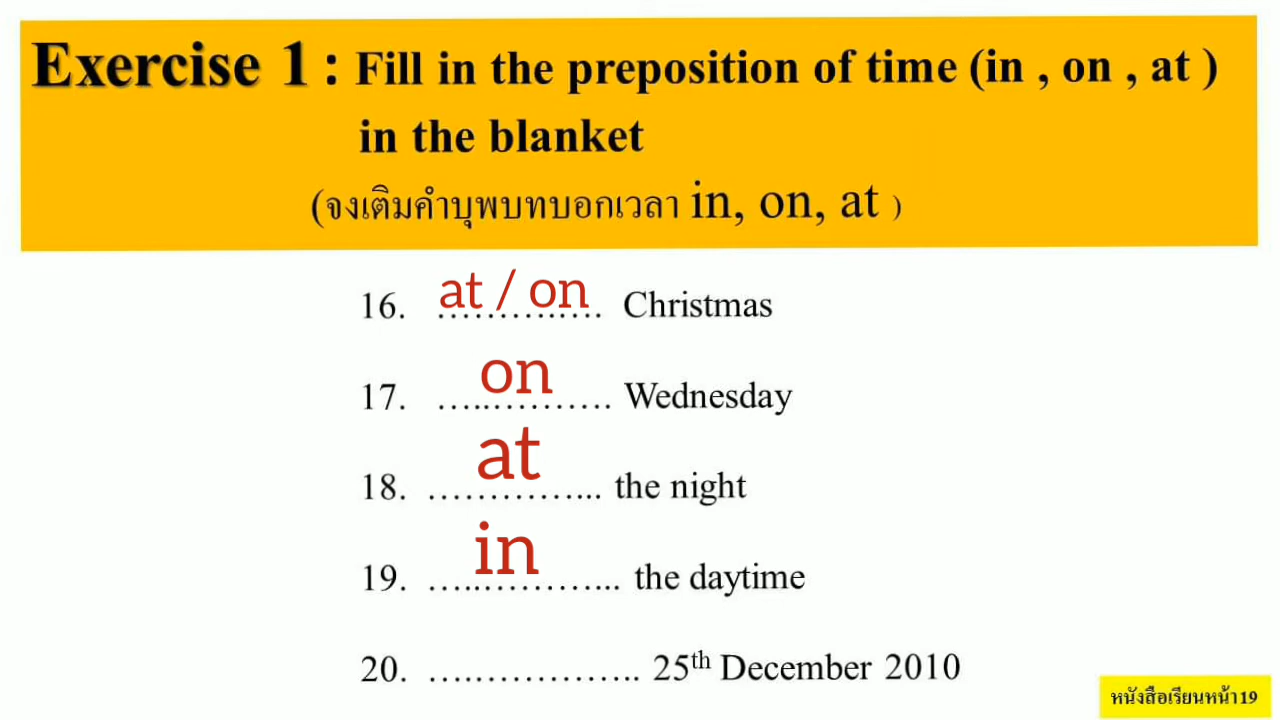 Exercise 1 : Fill in the preposition of time (in , on , at )
in the blanket
(จงเติมคำบุพบทบอกเวลา in, on, at )
16. at / on Christmas
17. on Wednesday
18. at the night
19. in the daytime
20. ………………. 25th December 2010
หนังสือเรียนหน้า19